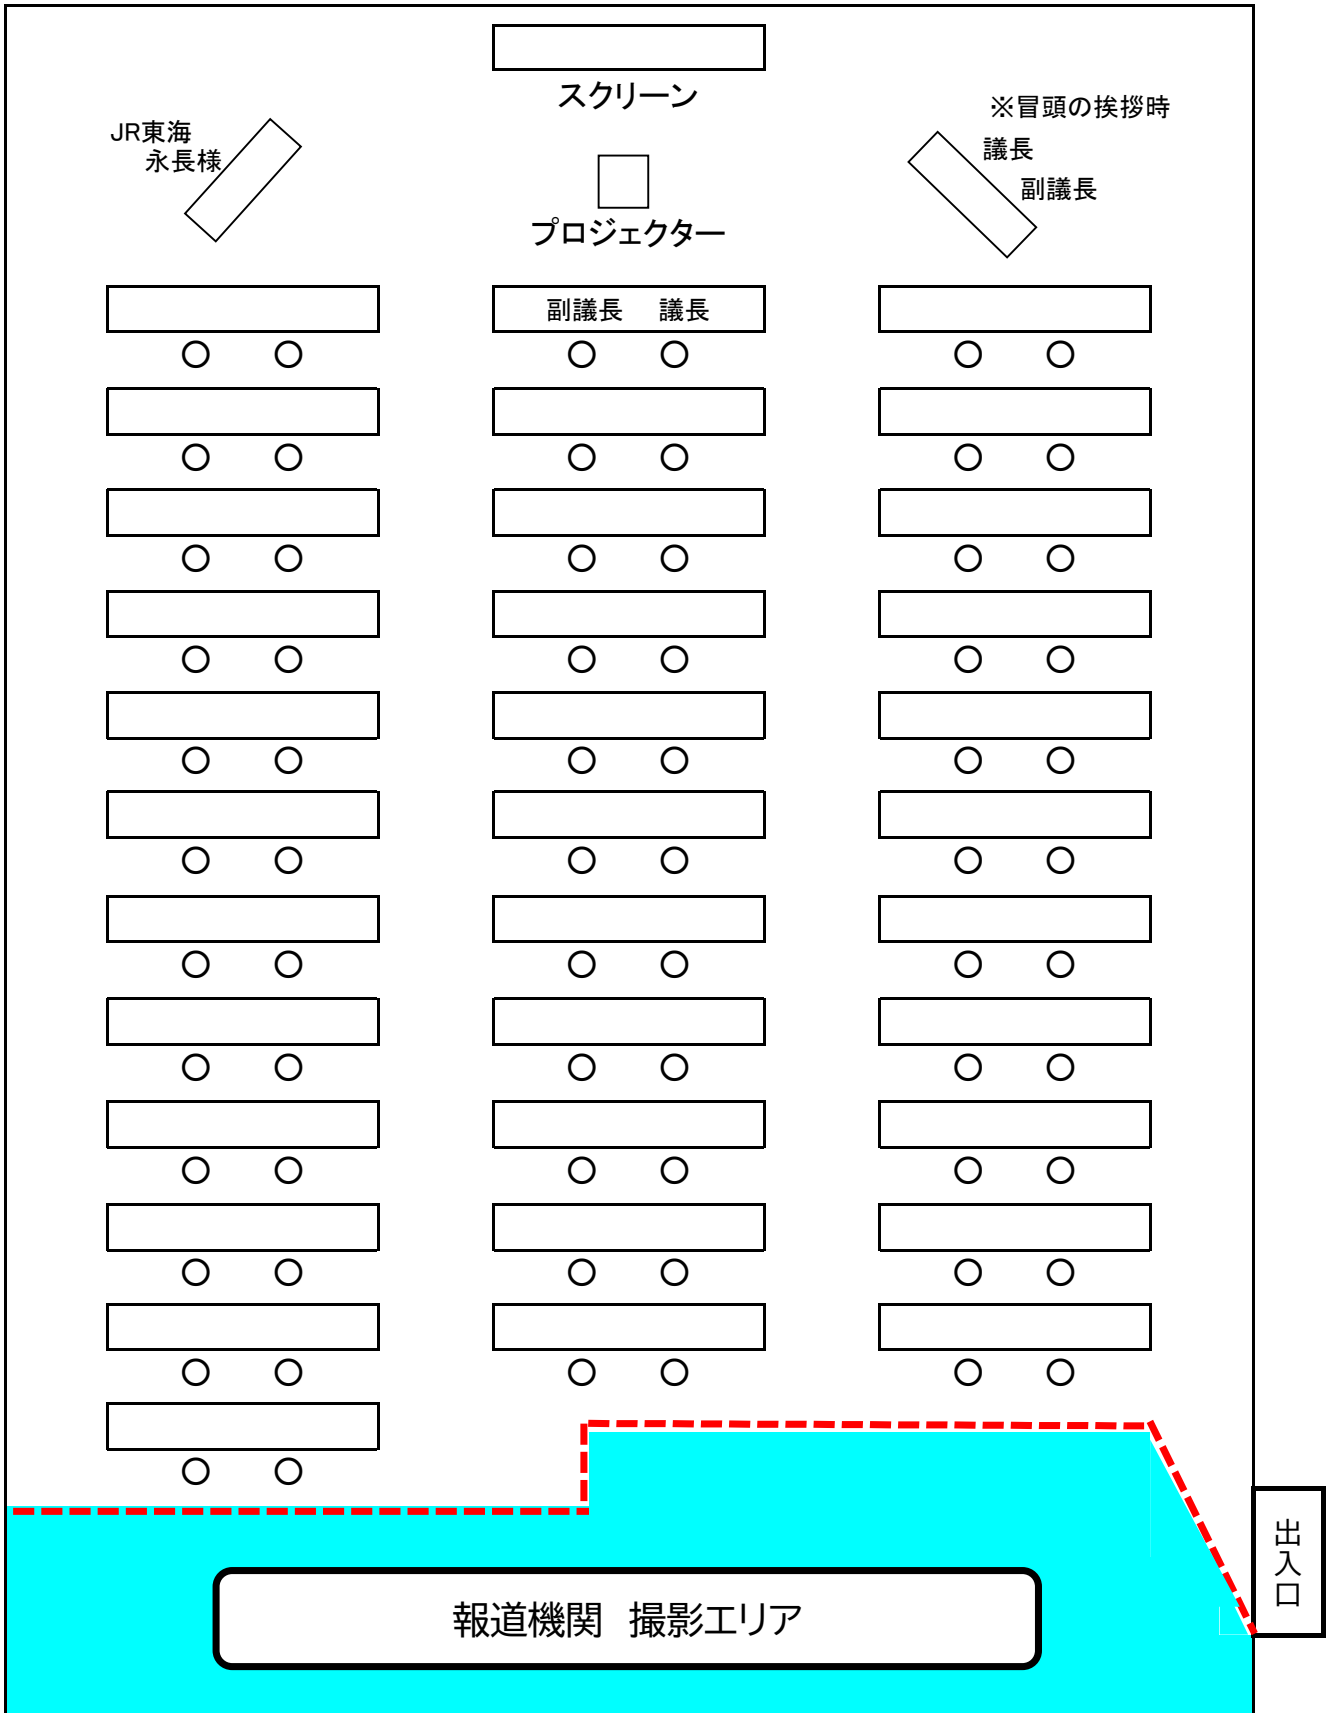 スクリーン
※冒頭の挨拶時
JR東海
永長様
議長
副議長
プロジェクター
副議長 議長
出入口
報道機関 撮影エリア